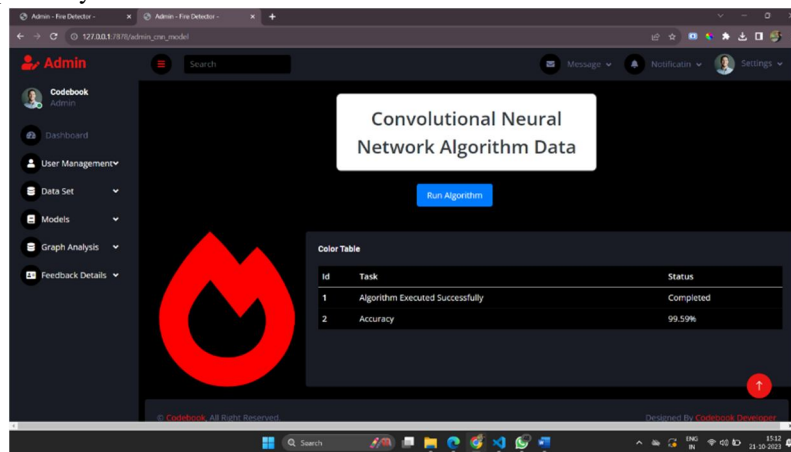 Admin - Fire Detector -
Admin - Fire Detector -
127.0.0.1:7878/admin_cnn_model
Admin
Search
Message
Notificatin
Settings
Codebook
Admin
Dashboard
User Management
Data Set
Models
Graph Analysis
Feedback Details
Convolutional Neural
Network Algorithm Data
Run Algorithm
Color Table
Id Task Status
1 Algorithm Executed Successfully Completed
2 Accuracy 99.59%
© Codebook, All Right Reserved.
Designed By Codebook Developer
Search
ENG
IN
15:12
21-10-2023